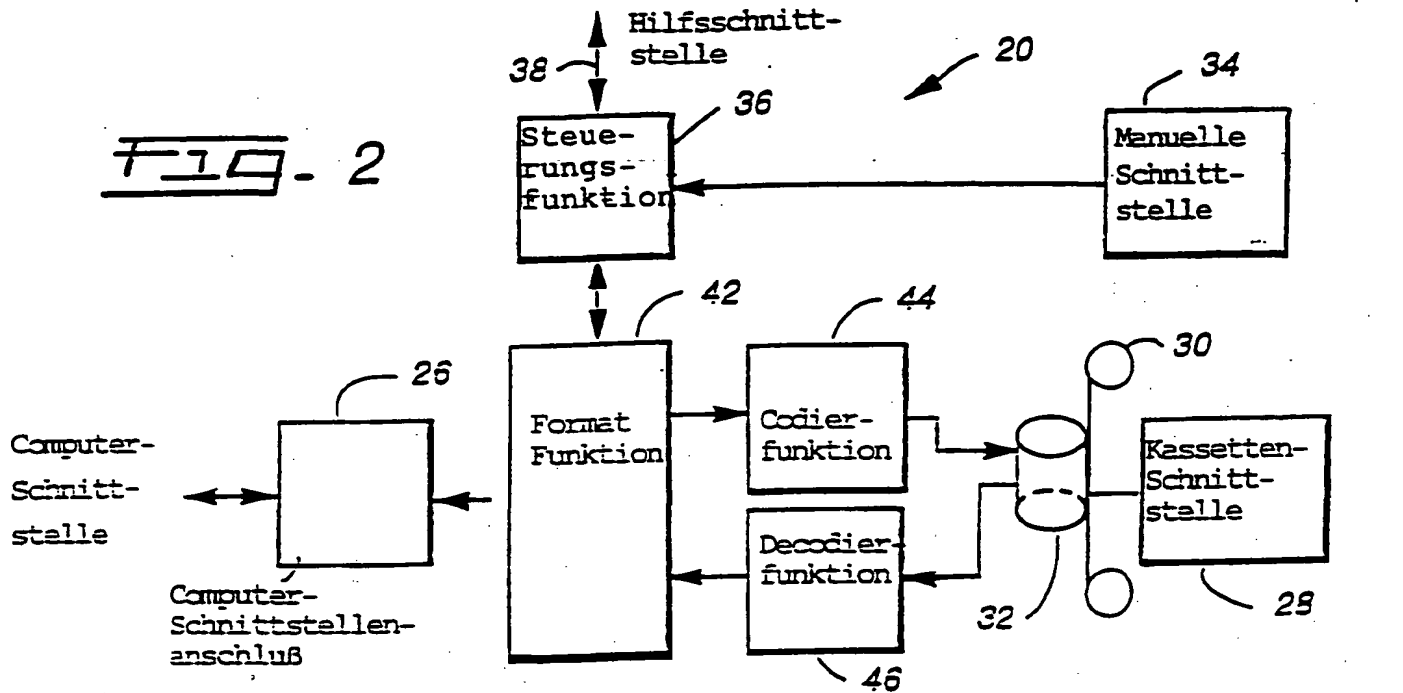 Hilfsschnitt-
stelle
38
20
34
36
Fig. 2
Steue-
rungs-
funktion
Manuelle
Schnitt-
stelle
42
44
30
26
Format
Funktion
Codier-
funktion
Computer-
Schnitt-
stelle
Kassetten-
Schnitt-
stelle
Decodier-
funktion
Computer-
Schnittstellen-
anschluß
32
28
46